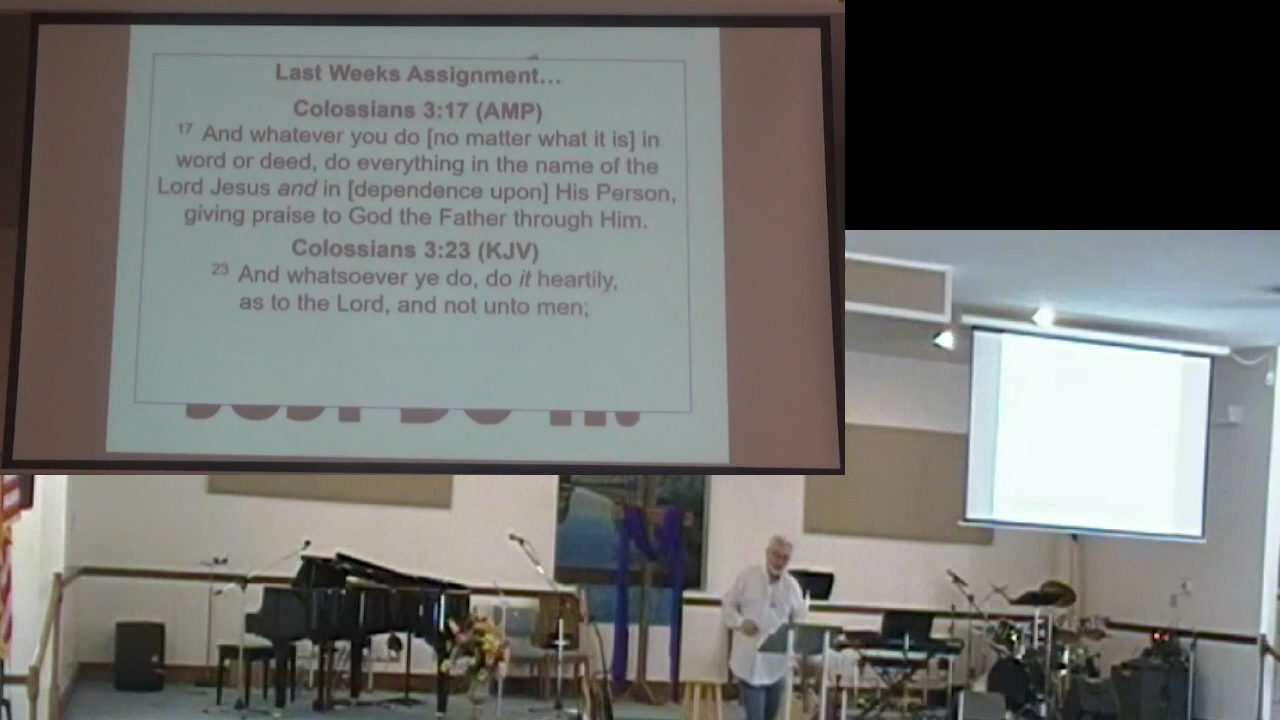 Last Weeks Assignment...
Colossians 3:17 (AMP)
17 And whatever you do [no matter what it is] in
word or deed, do everything in the name of the
Lord Jesus and in [dependence upon] His Person,
giving praise to God the Father through Him.
Colossians 3:23 (KJV)
23 And whatsoever ye do, do it heartily,
as to the Lord, and not unto men;